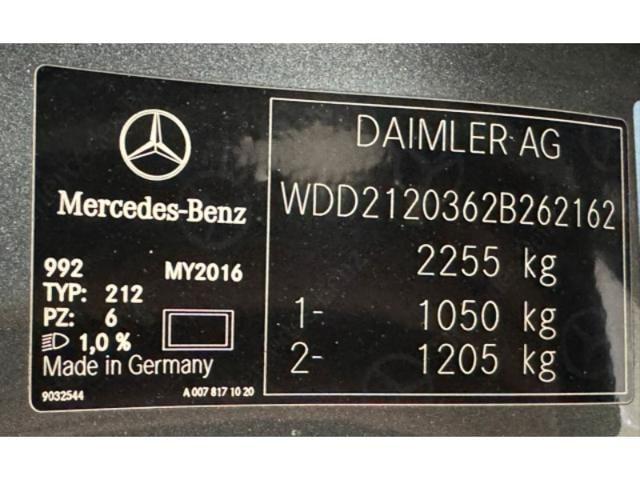 Mercedes-Benz
992 MY2016
TYP: 212
PZ: 6
1,0 %
Made in Germany
9032544 A 007 817 10 20
DAIMLER AG
WDD2120362B262162
2255 kg
1- 1050 kg
2- 1205 kg